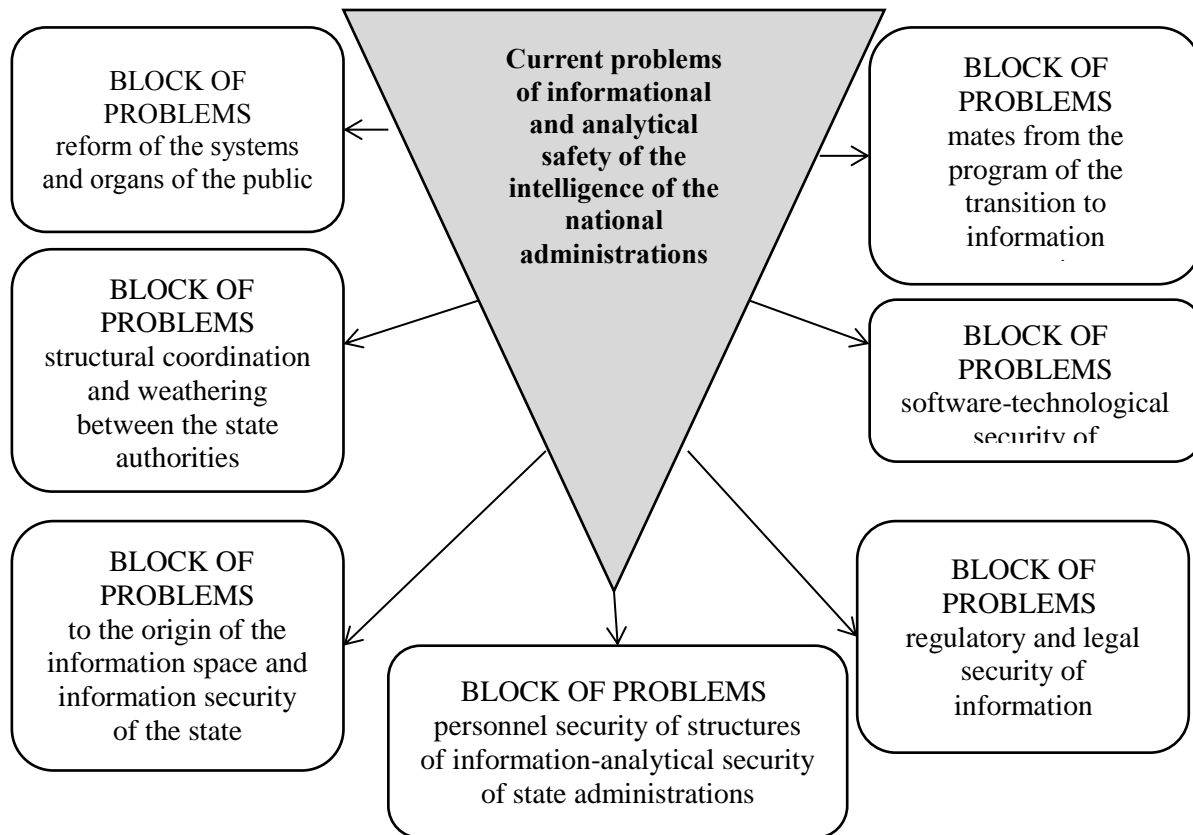 Current problems
of informational
and analytical
safety of the
intelligence of the
national
administrations
BLOCK OF
PROBLEMS
reform of the systems
and organs of the public
BLOCK OF
PROBLEMS
structural coordination
and weathering
between the state
authorities
BLOCK OF
PROBLEMS
to the origin of the
information space and
information security
of the state
BLOCK OF PROBLEMS
personnel security of structures
of information-analytical security
of state administrations
BLOCK OF
PROBLEMS
mates from the
program of the
transition to
information
BLOCK OF
PROBLEMS
software-technological
security of
BLOCK OF
PROBLEMS
regulatory and legal
security of
information